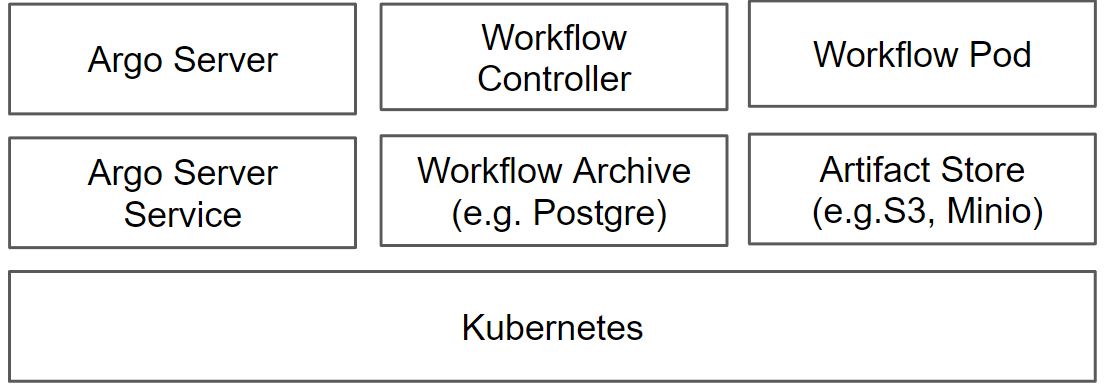 Argo Server
Workflow
Controller
Workflow Pod
Argo Server
Service
Workflow Archive
(e.g. Postgre)
Artifact Store
(e.g.S3, Minio)
Kubernetes